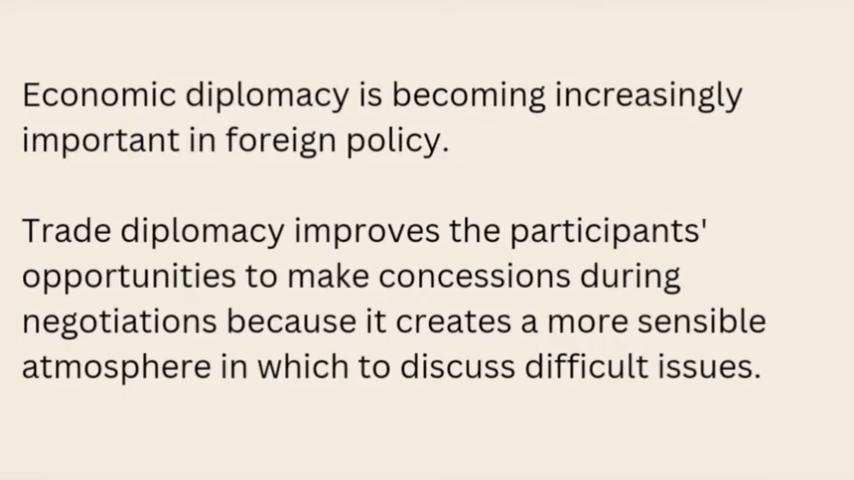 Economic diplomacy is becoming increasingly
important in foreign policy.
Trade diplomacy improves the participants'
opportunities to make concessions during
negotiations because it creates a more sensible
atmosphere in which to discuss difficult issues.